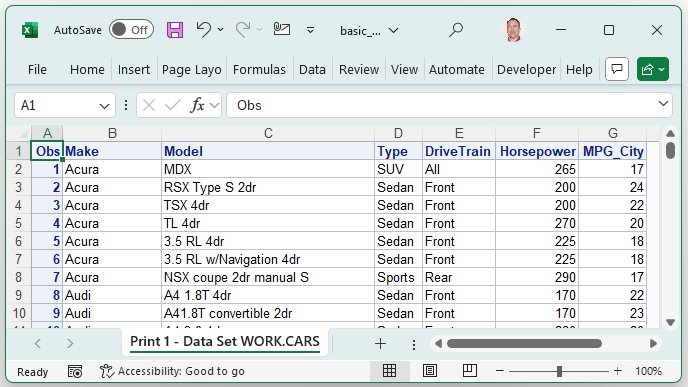 AutoSave Off basic_...
File Home Insert Page Layo Formulas Data Review View Automate Developer Help
A1 fx Obs
A B C D E F G
1 Obs Make Model Type DriveTrain Horsepower MPG_City
2 1 Acura MDX SUV All 265 17
3 2 Acura RSX Type S 2dr Sedan Front 200 24
4 3 Acura TSX 4dr Sedan Front 200 22
5 4 Acura TL 4dr Sedan Front 270 20
6 5 Acura 3.5 RL 4dr Sedan Front 225 18
7 6 Acura 3.5 RL w/Navigation 4dr Sedan Front 225 18
8 7 Acura NSX coupe 2dr manual S Sports Rear 290 17
9 8 Audi A4 1.8T 4dr Sedan Front 170 22
10 9 Audi A41.8T convertible 2dr Sedan Front 170 23
Print 1 - Data Set WORK.CARS
Ready Accessibility: Good to go 100%